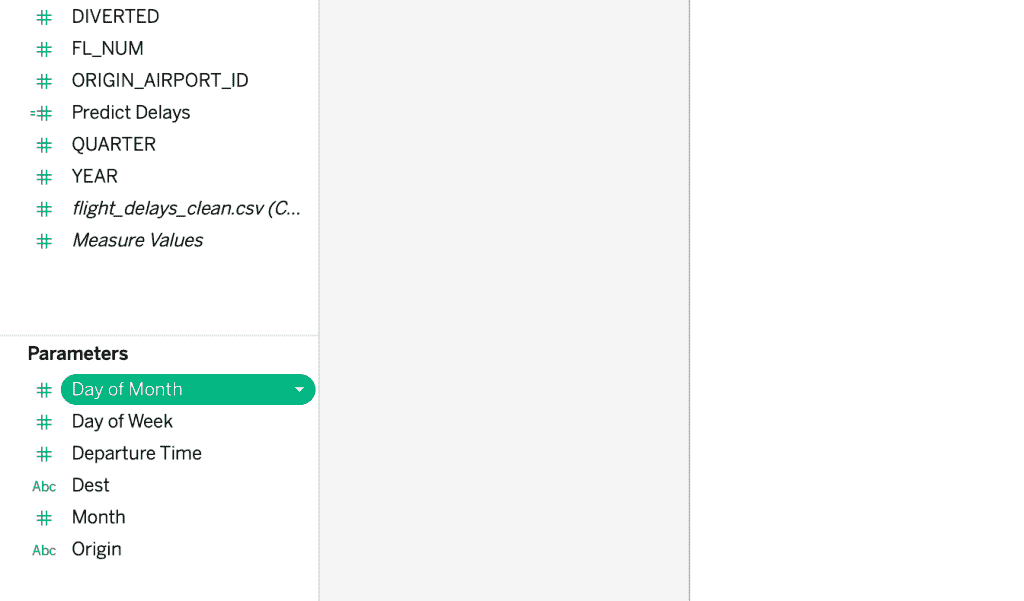 DIVERTED
FL_NUM
ORIGIN_AIRPORT_ID
Predict Delays
QUARTER
YEAR
flight_delays_clean.csv (C...
Measure Values
Parameters
Day of Month
Day of Week
Departure Time
Abc Dest
Month
Abc Origin